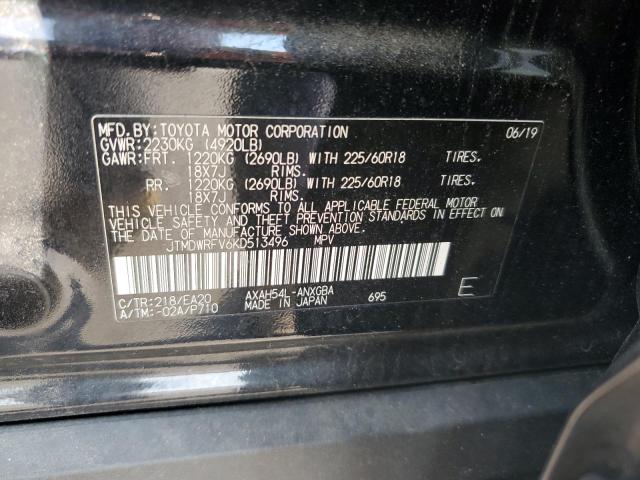 MFD.BY:TOYOTA MOTOR CORPORATION 06/19
GVWR:2230KG (4920LB)
GAWR:FRT. 1220KG (2690LB) WITH 225/60R18 TIRES.
18X7J RIMS.
RR. 1220KG (2690LB) WITH 225/60R18 TIRES.
18X7J RIMS.
THIS VEHICLE CONFORMS TO ALL APPLICABLE FEDERAL MOTOR
VEHICLE SAFETY AND THEFT PREVENTION STANDARDS IN EFFECT ON
THE DATE OF MANUFACTURE SHOWN ABOVE.
JTMDWRFV6KD513496 MPV
C/TR:218/EA20 AXAH54L-ANXGBA 695 E
A/TM:-02A/P710 MADE IN JAPAN